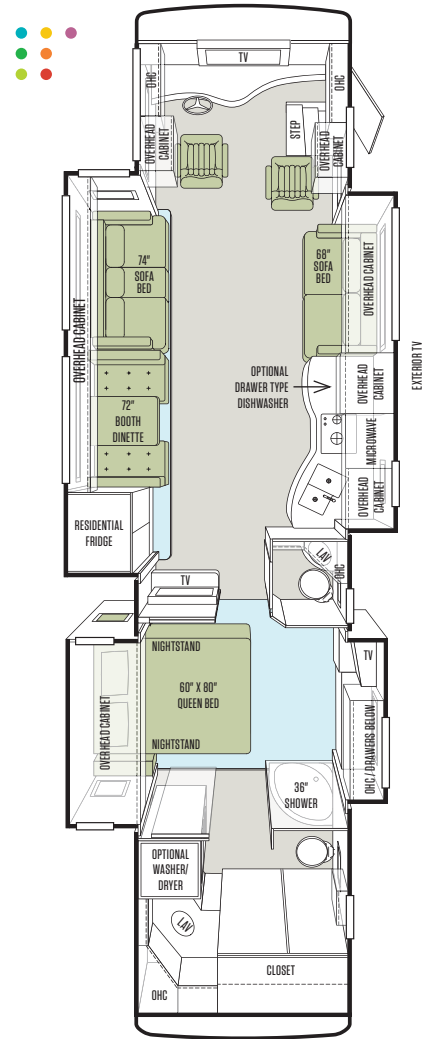 TV
OHC
OHC
STEP
OVERHEAD
CABINET
OVERHEAD
CABINET
74"
SOFA
BED
68"
SOFA
BED
OVERHEAD CABINET
OVERHEAD CABINET
EXTERIOR TV
OPTIONAL
DRAWER TYPE
DISHWASHER
OVERHEAD
CABINET
72"
BOOTH
DINETTE
MICROWAVE
OVERHEAD
CABINET
RESIDENTIAL
FRIDGE
LAV
OHC
TV
NIGHTSTAND
TV
60" X 80"
QUEEN BED
OVERHEAD CABINET
OHC / DRAWERS BELOW
NIGHTSTAND
36"
SHOWER
OPTIONAL
WASHER/
DRYER
LAV
CLOSET
OHC